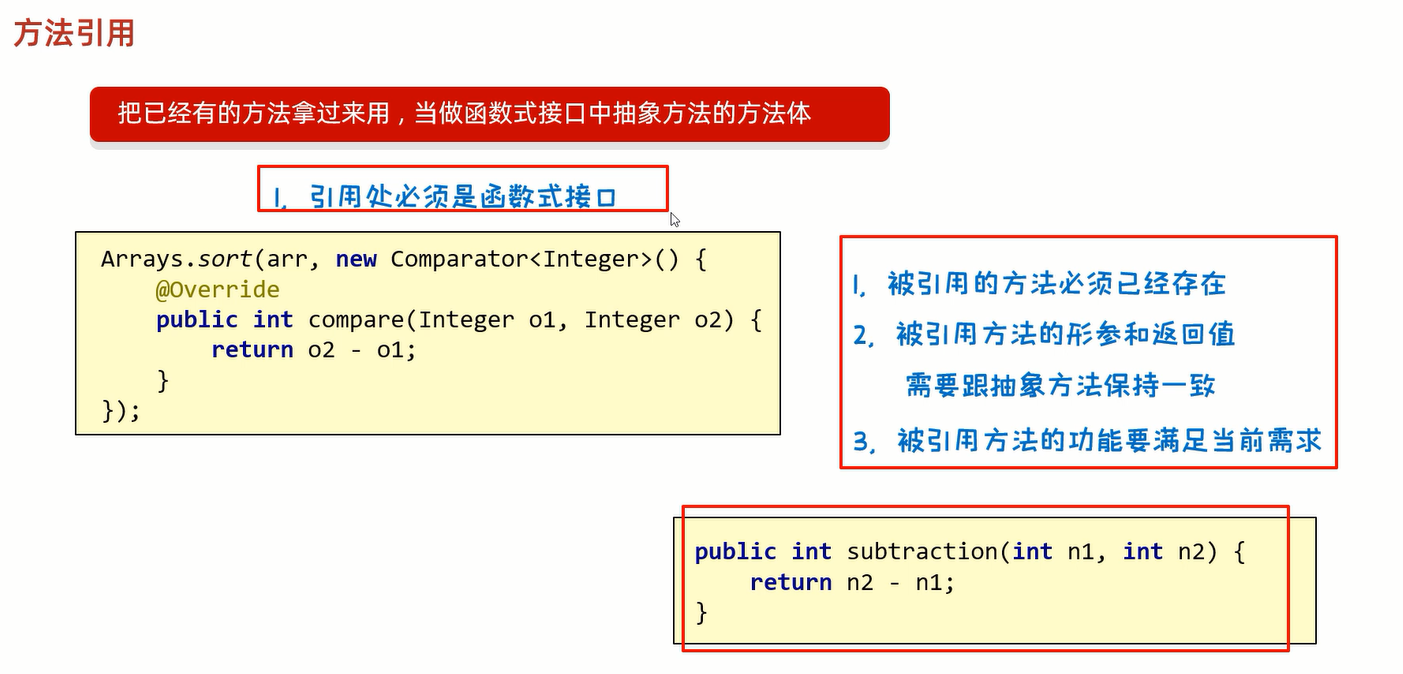 方法引用
把已经有的方法拿过来用，当做函数式接口中抽象方法的方法体
1, 引用处必须是函数式接口
Arrays.sort(arr, new Comparator<Integer>() {
@Override
public int compare(Integer o1, Integer o2) {
return o2 - o1;
}
});
1, 被引用的方法必须已经存在
2, 被引用方法的形参和返回值
需要跟抽象方法保持一致
3, 被引用方法的功能要满足当前需求
public int subtraction(int n1, int n2) {
return n2 - n1;
}